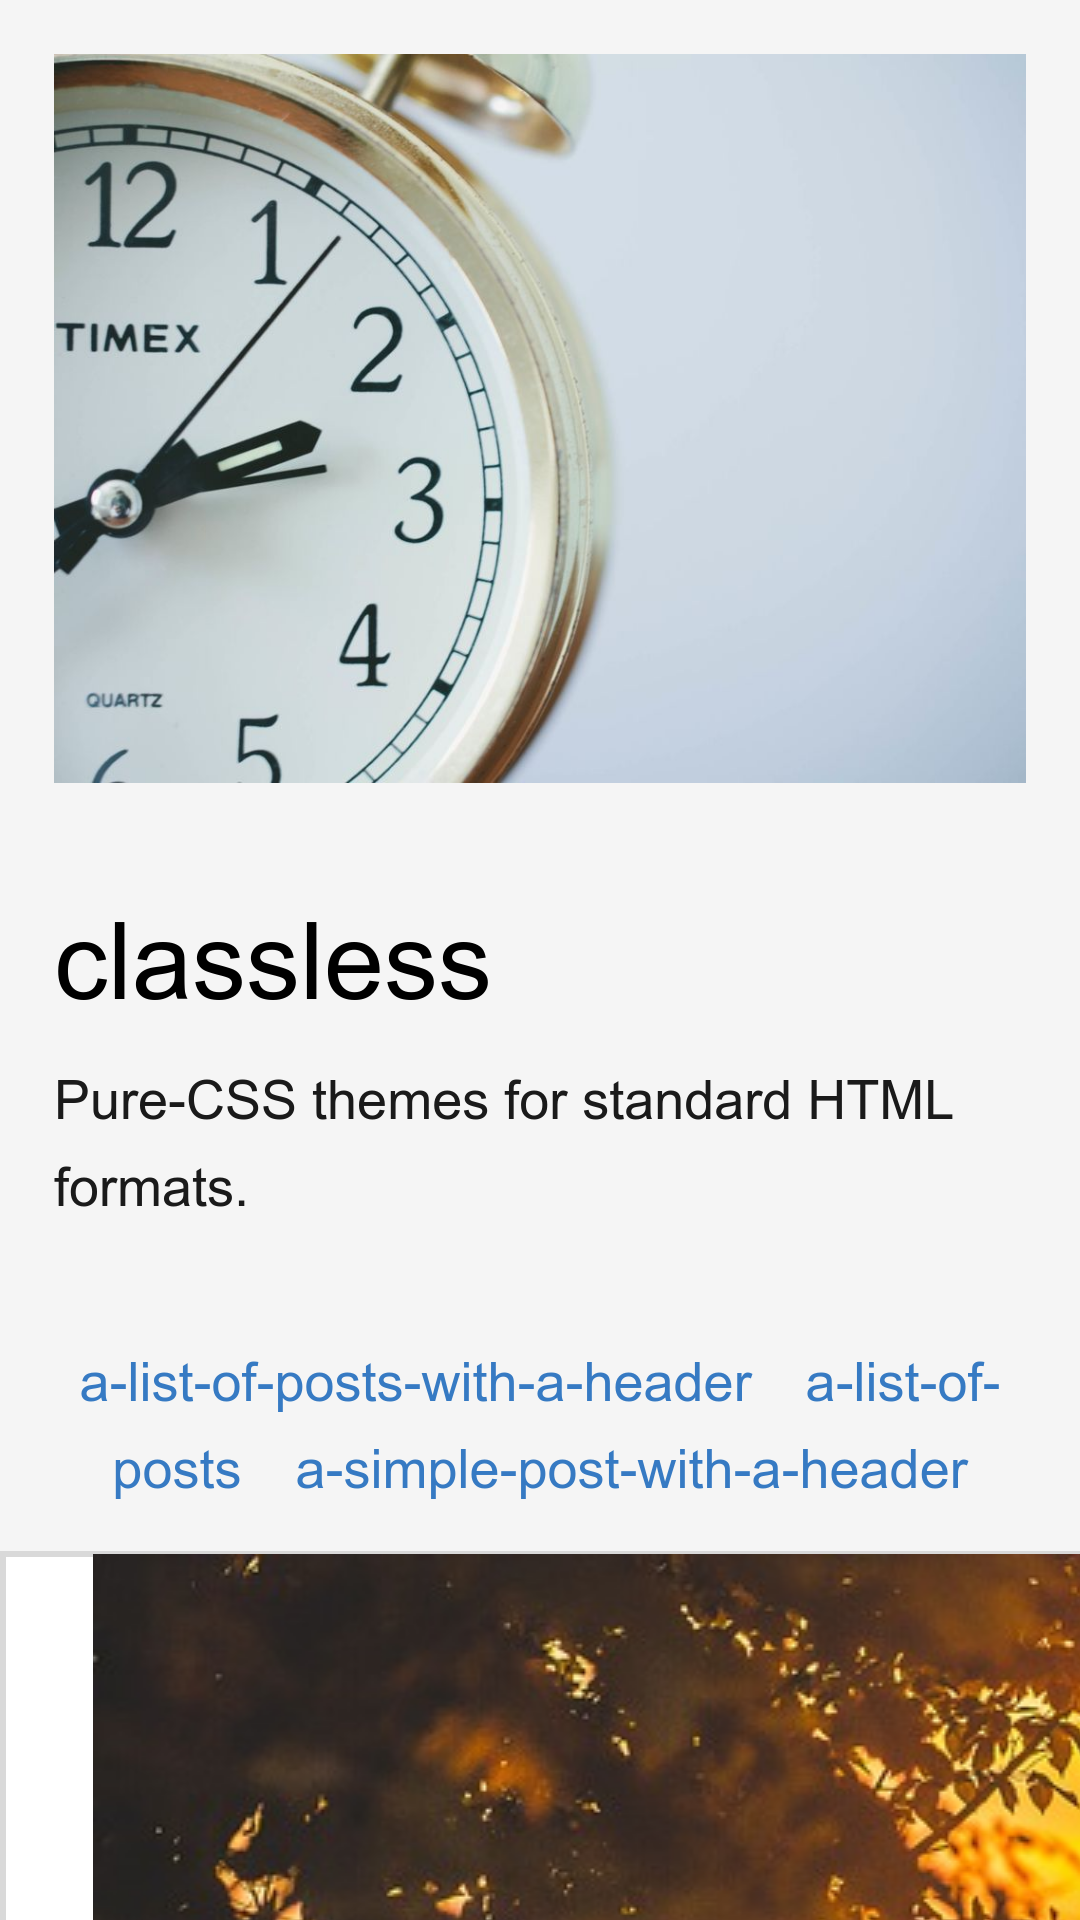 12
1
TIMEX
2
3
4
QUARTZ
5
6
classless
Pure-CSS themes for standard HTML
formats.
a-list-of-posts-with-a-header a-list-of-
posts a-simple-post-with-a-header